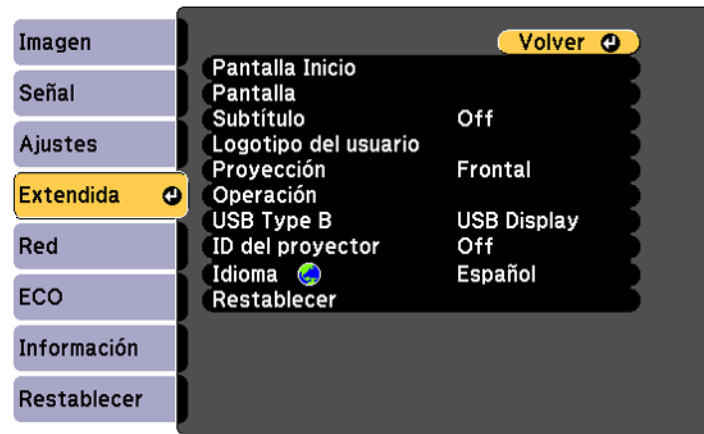 Imagen
Señal
Ajustes
Extendida
Red
ECO
Información
Restablecer
Volver
Pantalla Inicio
Pantalla
Subtítulo Off
Logotipo del usuario
Proyección Frontal
Operación
USB Type B USB Display
ID del proyector Off
Idioma Español
Restablecer